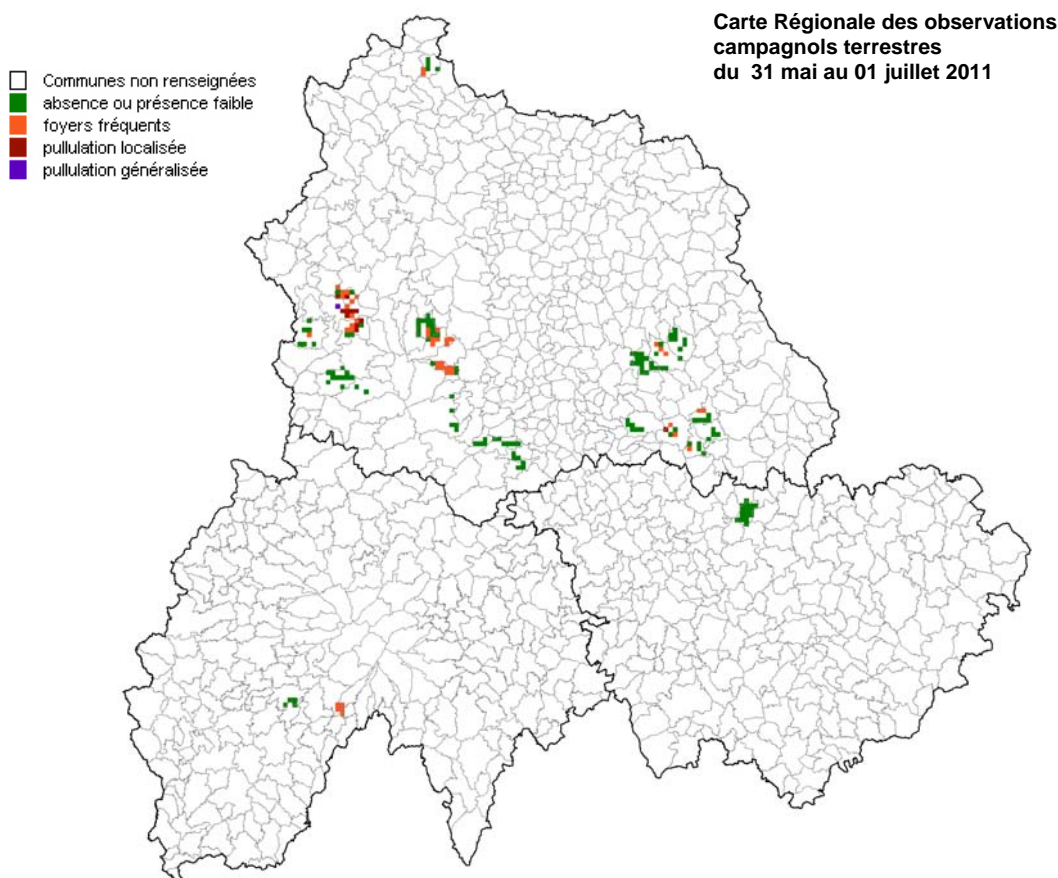 Carte Régionale des observations
campagnols terrestres
du 31 mai au 01 juillet 2011
Communes non renseignées
absence ou présence faible
foyers fréquents
pullulation localisée
pullulation généralisée